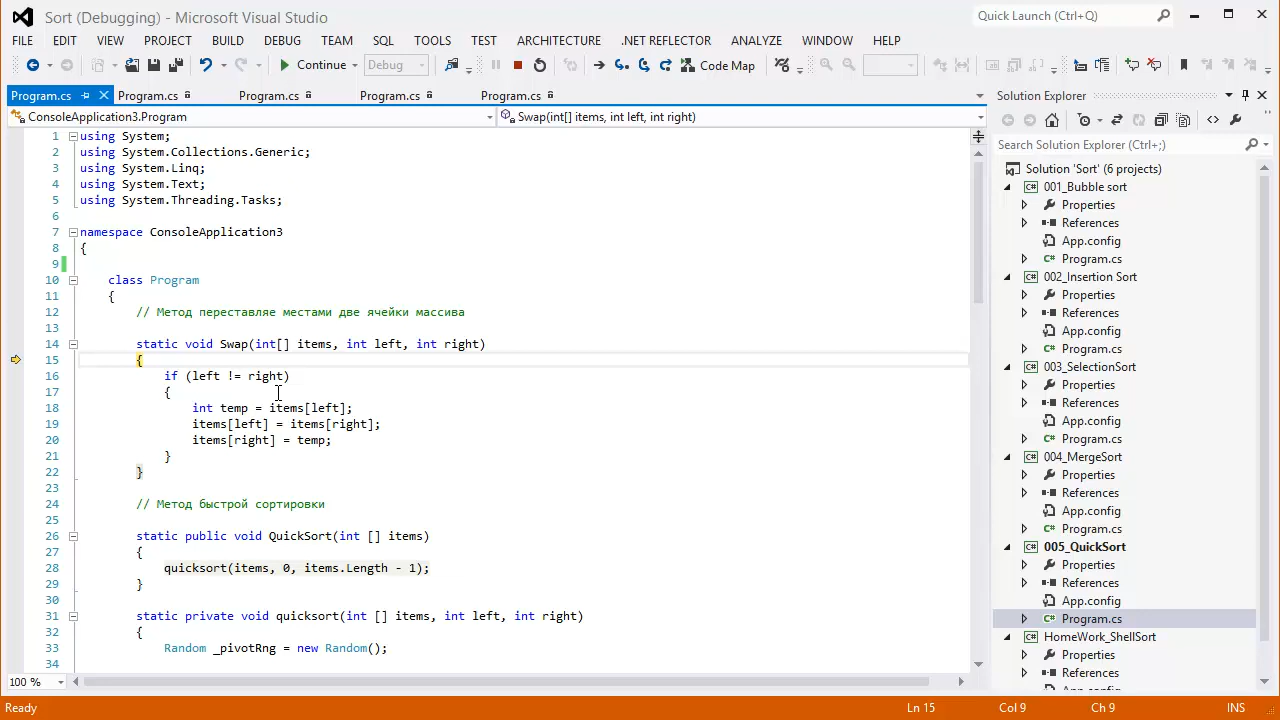 Sort (Debugging) - Microsoft Visual Studio
Quick Launch (Ctrl+Q)
FILE EDIT VIEW PROJECT BUILD DEBUG TEAM SQL TOOLS TEST ARCHITECTURE .NET REFLECTOR ANALYZE WINDOW HELP
Continue Debug Code Map
Program.cs Program.cs Program.cs Program.cs Program.cs
ConsoleApplication3.Program Swap(int[] items, int left, int right)
1 using System;
2 using System.Collections.Generic;
3 using System.Linq;
4 using System.Text;
5 using System.Threading.Tasks;
6
7 namespace ConsoleApplication3
8 {
9
10 class Program
11 {
12 // Метод переставляе местами две ячейки массива
13
14 static void Swap(int[] items, int left, int right)
15 {
16 if (left != right)
17 {
18 int temp = items[left];
19 items[left] = items[right];
20 items[right] = temp;
21 }
22 }
23
24 // Метод быстрой сортировки
25
26 static public void QuickSort(int [] items)
27 {
28 quicksort(items, 0, items.Length - 1);
29 }
30
31 static private void quicksort(int [] items, int left, int right)
32 {
33 Random _pivotRng = new Random();
34
100 %
Solution Explorer
Search Solution Explorer (Ctrl+;)
Solution 'Sort' (6 projects)
001_Bubble sort
Properties
References
App.config
Program.cs
002_Insertion Sort
Properties
References
App.config
Program.cs
003_SelectionSort
Properties
References
App.config
Program.cs
004_MergeSort
Properties
References
App.config
Program.cs
005_QuickSort
Properties
References
App.config
Program.cs
HomeWork_ShellSort
Properties
References
App.config
Ready Ln 15 Col 9 Ch 9 INS